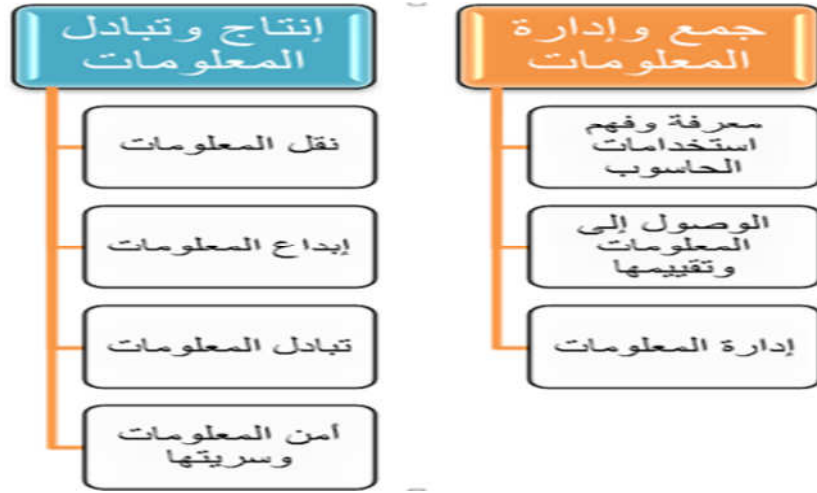 جمع وإدارة
المعلومات
معرفة وفهم
استخدامات
الحاسوب
الوصول إلى
المعلومات
وتقييمها
إدارة المعلومات
إنتاج وتبادل
المعلومات
نقل المعلومات
إبداع المعلومات
تبادل المعلومات
أمن المعلومات
وسريتها